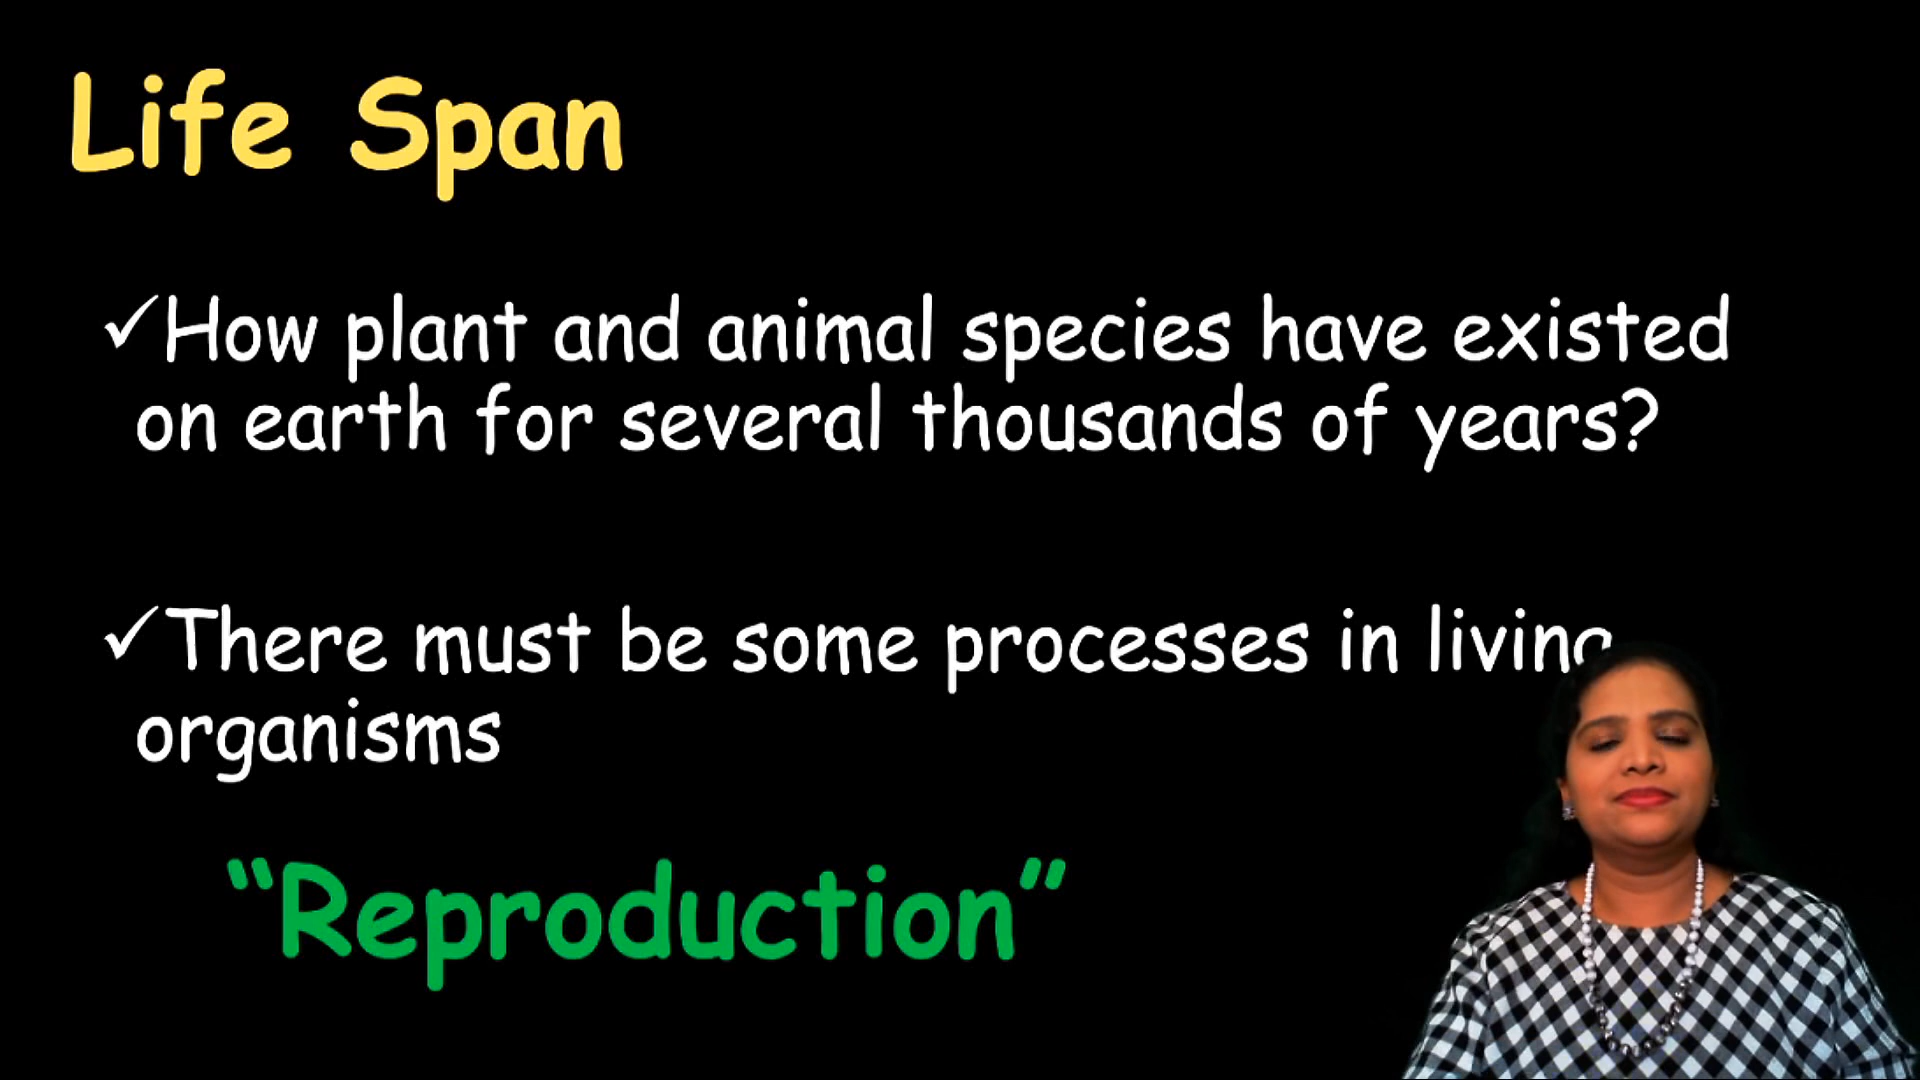 Life Span
✓How plant and animal species have existed
on earth for several thousands of years?
✓There must be some processes in living
organisms
“Reproduction”